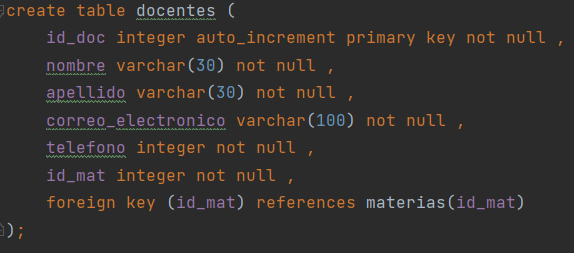 create table docentes (
id_doc integer auto_increment primary key not null ,
nombre varchar(30) not null ,
apellido varchar(30) not null ,
correo_electronico varchar(100) not null ,
telefono integer not null ,
id_mat integer not null ,
foreign key (id_mat) references materias(id_mat)
);